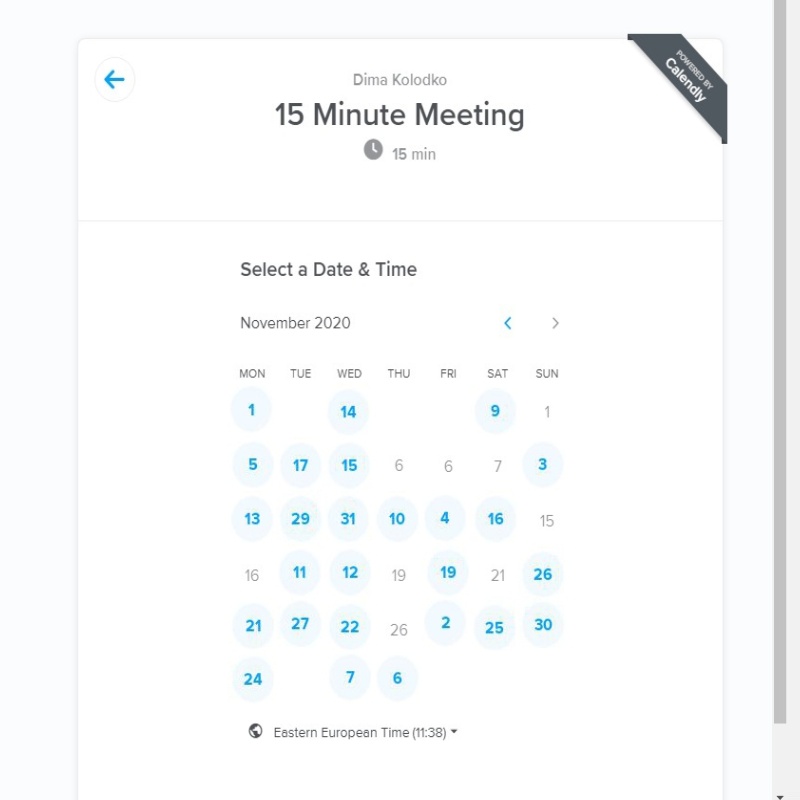 POWERED BY
Calendly
Dima Kolodko
15 Minute Meeting
15 min
Select a Date & Time
November 2020
MON TUE WED THU FRI SAT SUN
1 14 9 1
5 17 15 6 6 7 3
13 29 31 10 4 16 15
16 11 12 19 19 21 26
21 27 22 26 2 25 30
24 7 6
Eastern European Time (11:38)